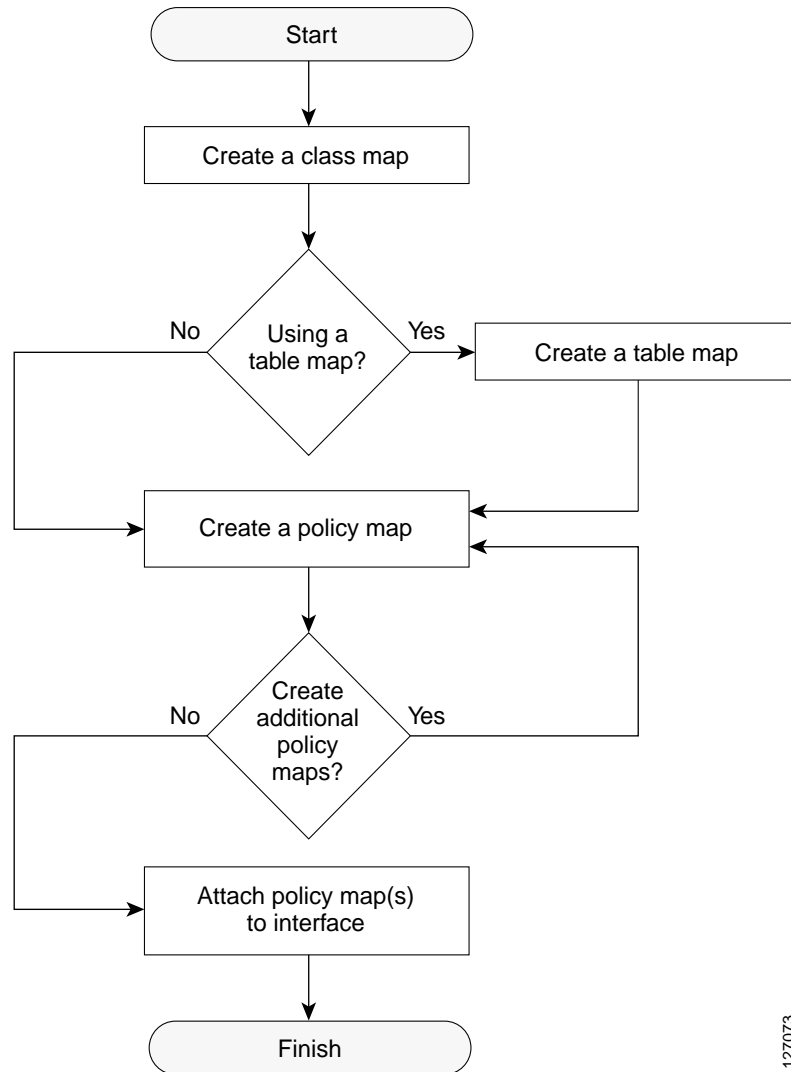 Start
Create a class map
No
Using a
table map?
Yes
Create a table map
Create a policy map
No
Create
additional
policy
maps?
Yes
Attach policy map(s)
to interface
Finish
127073